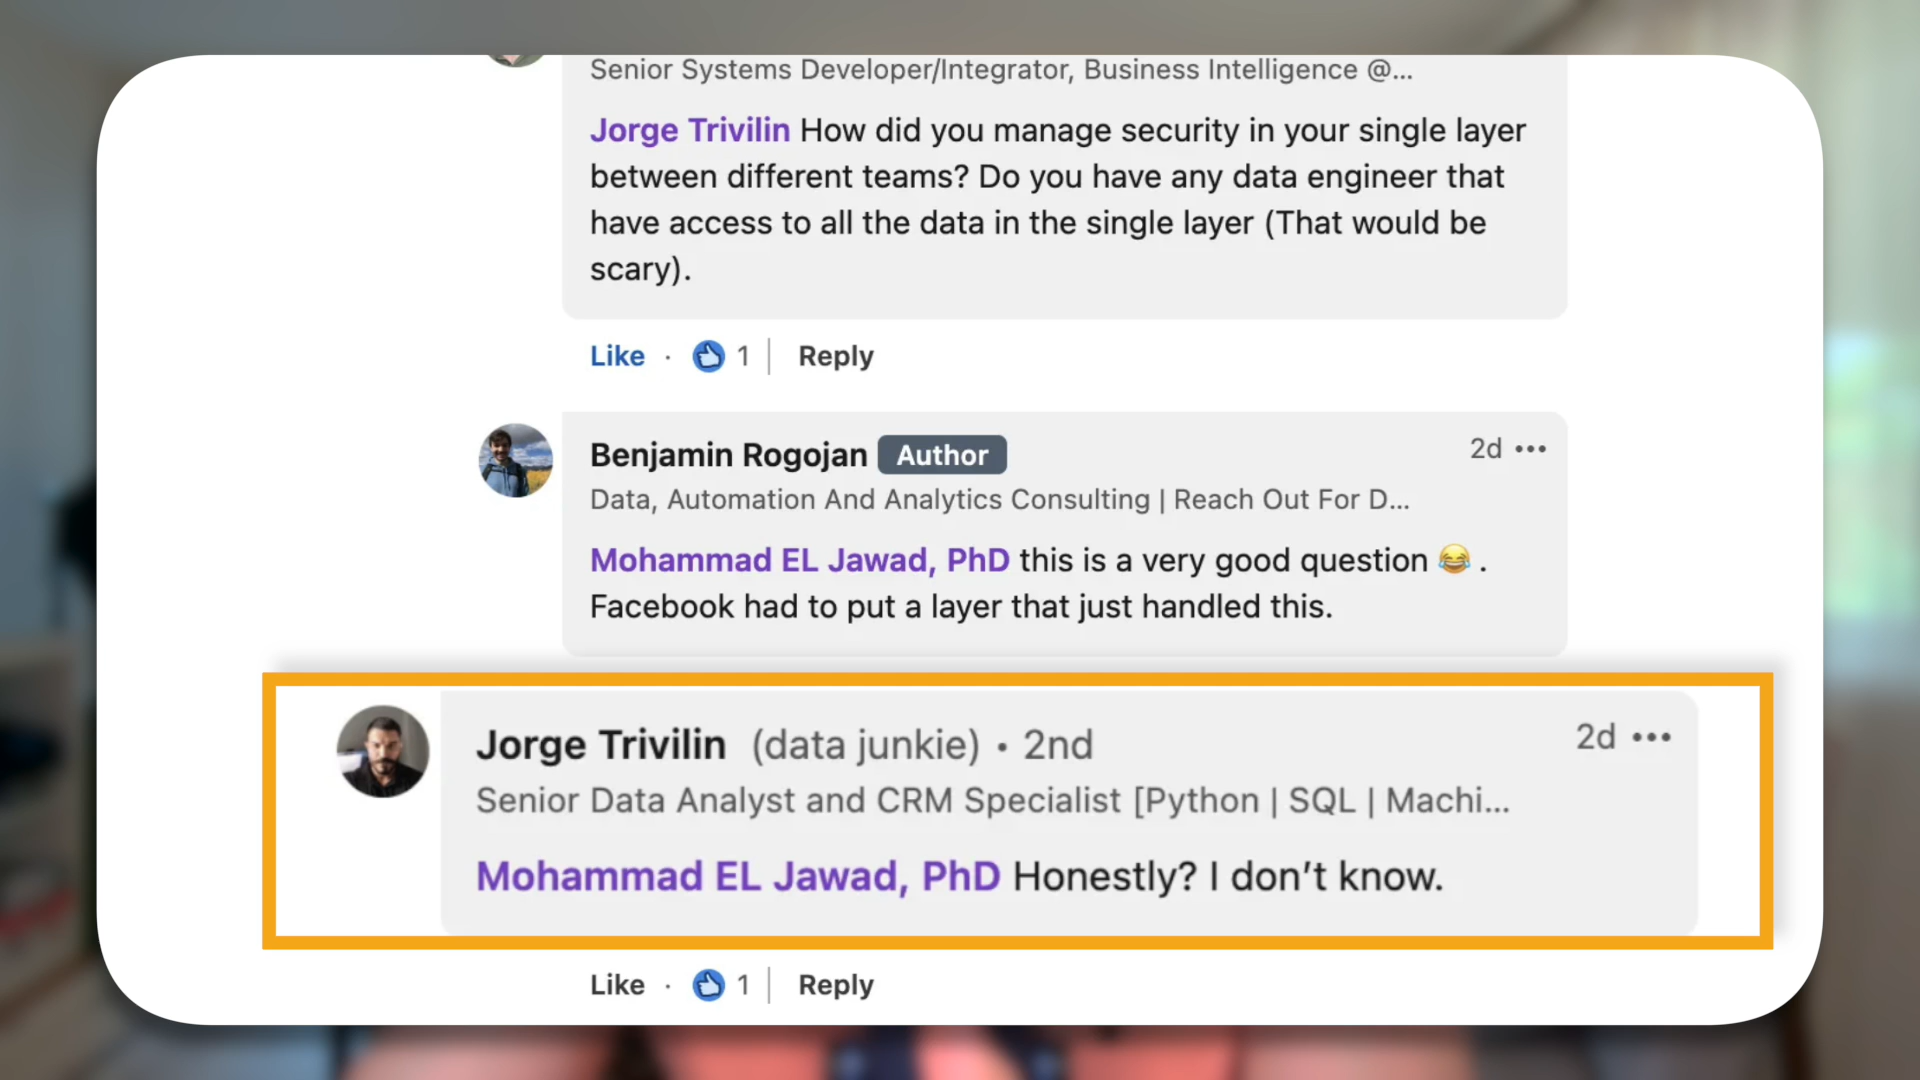 Senior Systems Developer/Integrator, Business Intelligence @...
Jorge Trivilin How did you manage security in your single layer
between different teams? Do you have any data engineer that
have access to all the data in the single layer (That would be
scary).
Like · 1 | Reply
Benjamin Rogojan Author 2d •••
Data, Automation And Analytics Consulting | Reach Out For D...
Mohammad EL Jawad, PhD this is a very good question 😂 .
Facebook had to put a layer that just handled this.
Jorge Trivilin (data junkie) • 2nd 2d •••
Senior Data Analyst and CRM Specialist [Python | SQL | Machi...
Mohammad EL Jawad, PhD Honestly? I don’t know.
Like · 1 | Reply